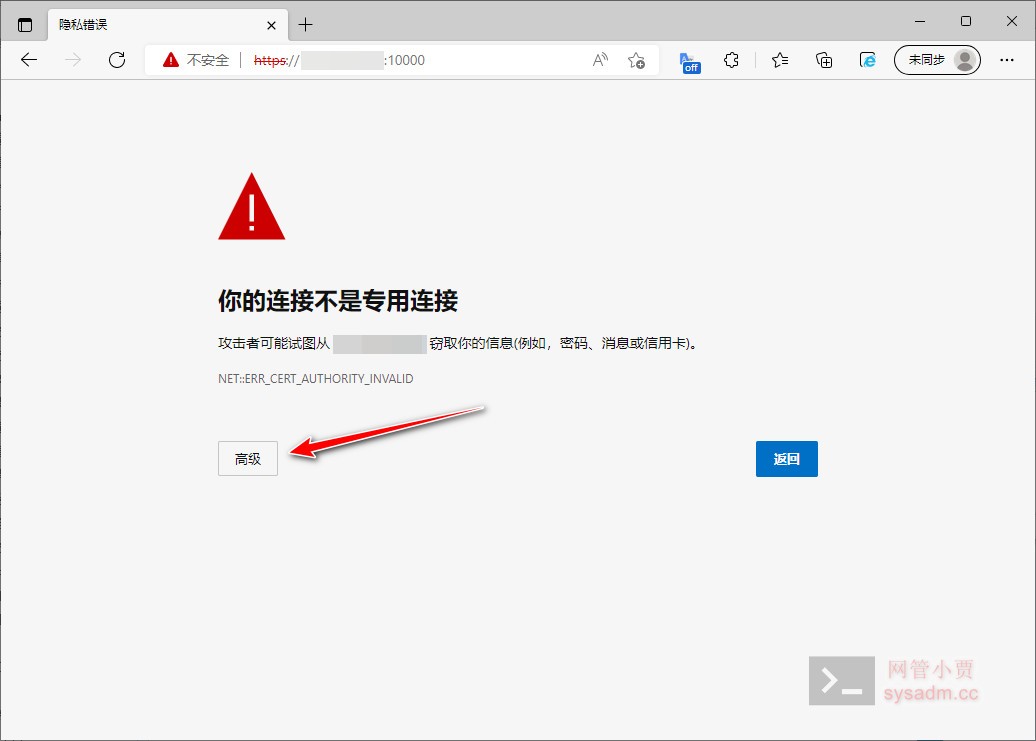 隐私错误
不安全 https:// :10000
off
未同步
你的连接不是专用连接
攻击者可能试图从 窃取你的信息(例如，密码、消息或信用卡)。
NET::ERR_CERT_AUTHORITY_INVALID
高级
返回
网管小贾
sysadm.cc